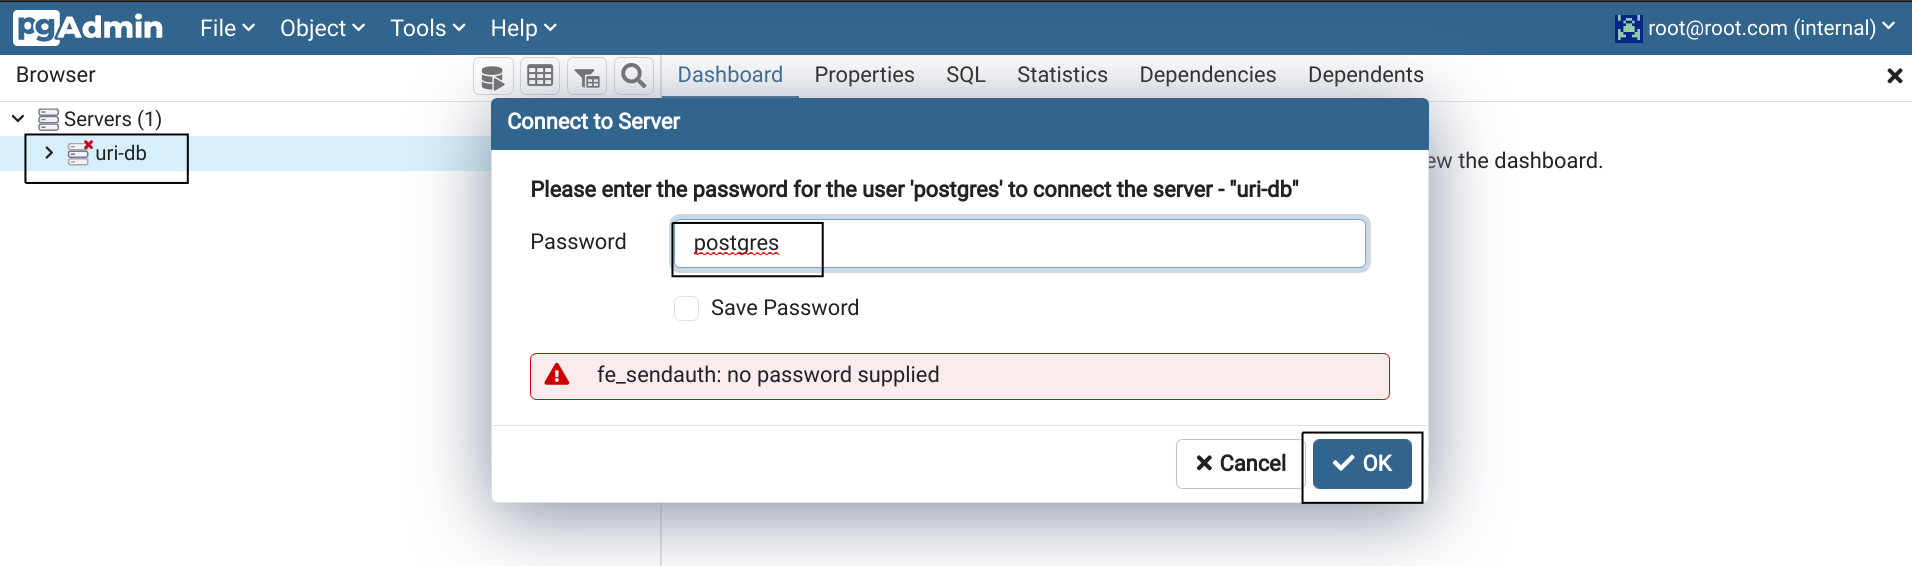 pgAdmin File Object Tools Help root@root.com (internal)
Browser Dashboard Properties SQL Statistics Dependencies Dependents
Servers (1)
uri-db
Connect to Server
ew the dashboard.
Please enter the password for the user 'postgres' to connect the server - "uri-db"
Password postgres
Save Password
fe_sendauth: no password supplied
Cancel OK